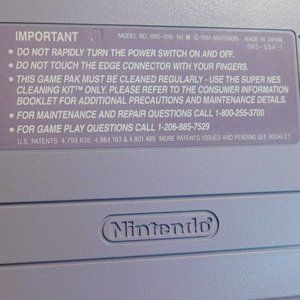 IMPORTANT MODEL NO. SNS-006 Pd M © 1991 NINTENDO MADE IN JAPAN
SNS-USA-1
• DO NOT RAPIDLY TURN THE POWER SWITCH ON AND OFF.
• DO NOT TOUCH THE EDGE CONNECTOR WITH YOUR FINGERS.
• THIS GAME PAK MUST BE CLEANED REGULARLY - USE THE SUPER NES
CLEANING KIT™ ONLY. PLEASE REFER TO THE CONSUMER INFORMATION
BOOKLET FOR ADDITIONAL PRECAUTIONS AND MAINTENANCE DETAILS.
• FOR MAINTENANCE AND REPAIR QUESTIONS CALL 1-800-255-3700
• FOR GAME PLAY QUESTIONS CALL 1-206-885-7529
U.S. PATENTS 4,799,635, 4,984,193 & 4,801,489. MORE PATENTS ISSUED AND PENDING SEE BOOKLET.
Nintendo